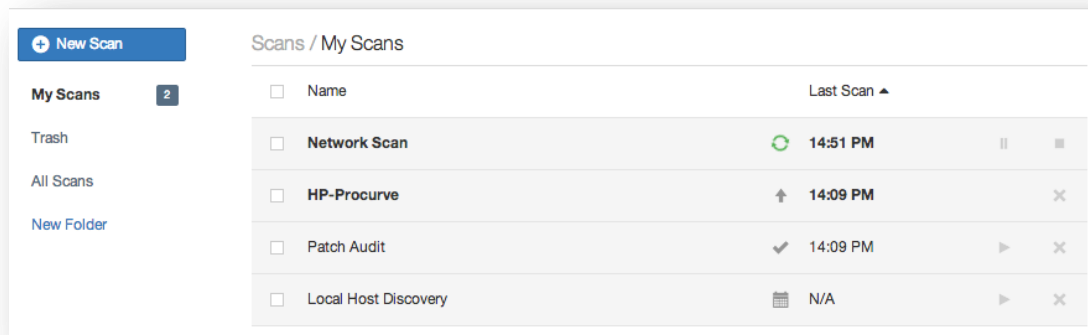 New Scan
Scans / My Scans
My Scans 2
Trash
All Scans
New Folder
Name Last Scan
Network Scan 14:51 PM
HP-Procurve 14:09 PM
Patch Audit 14:09 PM
Local Host Discovery N/A